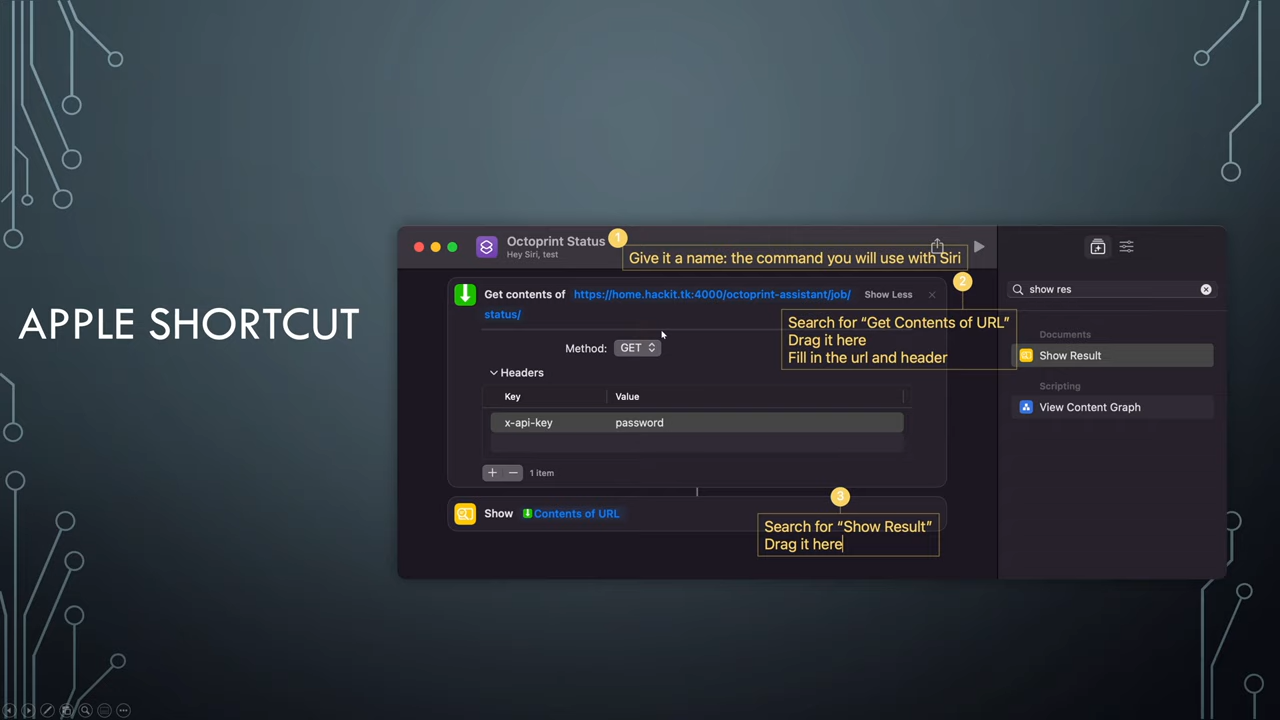 APPLE SHORTCUT
Octoprint Status
Hey Siri, test
1
Give it a name: the command you will use with Siri
Get contents of https://home.hackit.tk:4000/octoprint-assistant/job/
status/
Show Less
2
Search for “Get Contents of URL”
Drag it here
Fill in the url and header
Method: GET
Headers
Key Value
x-api-key password
+ − 1 item
Show Contents of URL
3
Search for “Show Result”
Drag it here
show res
Documents
Show Result
Scripting
View Content Graph